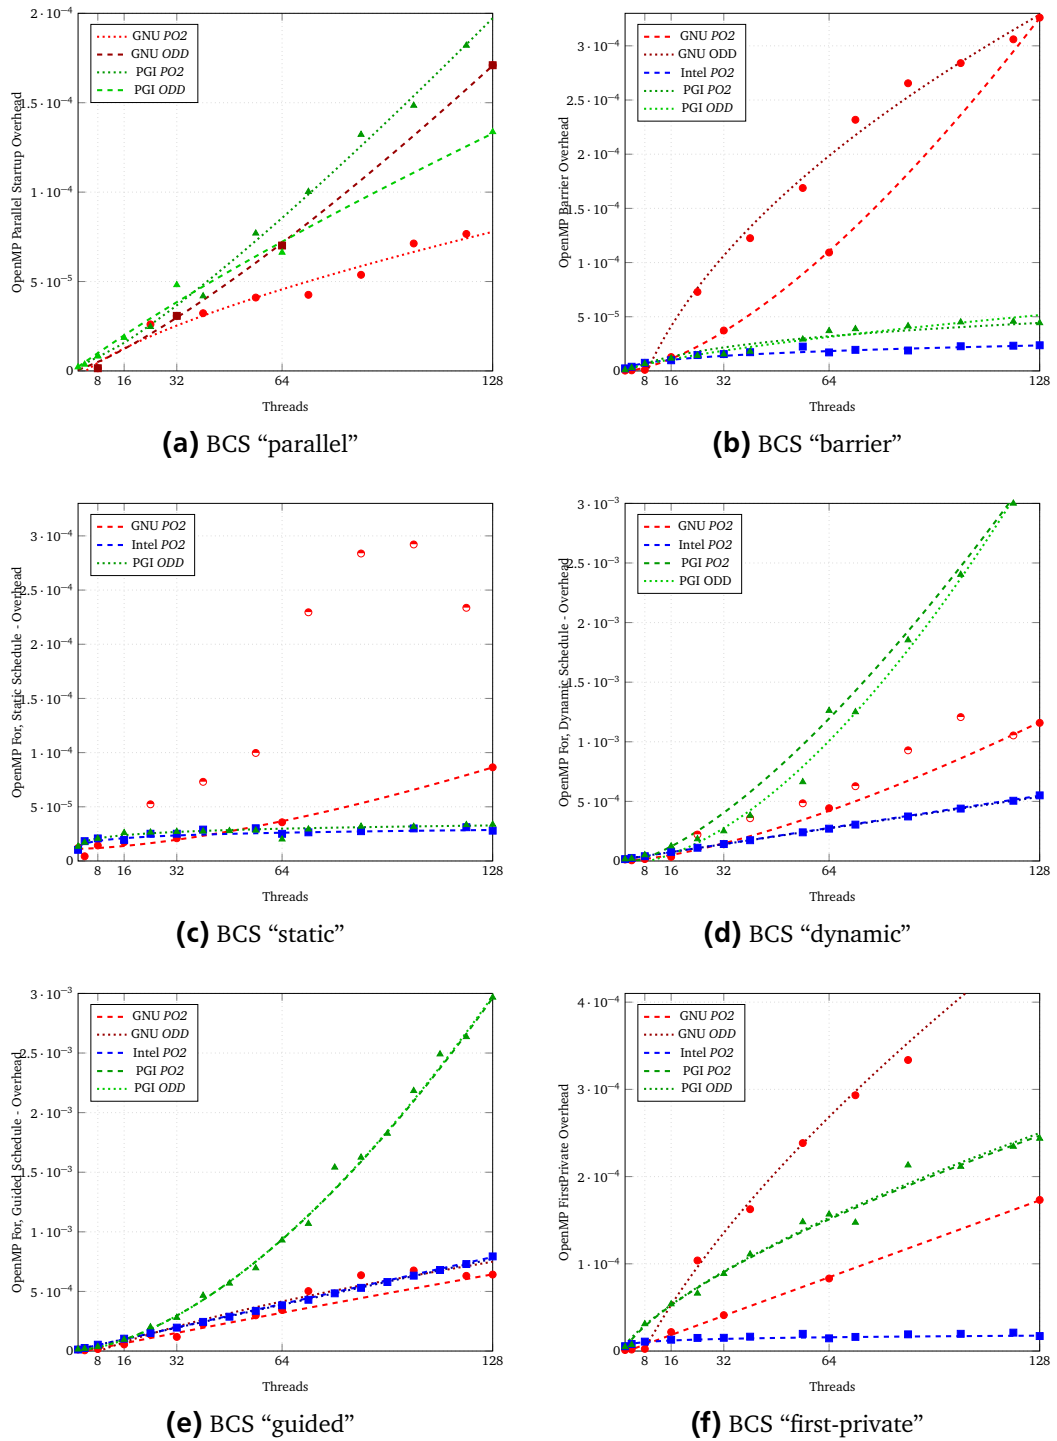 2 · 10⁻⁴
1.5 · 10⁻⁴
1 · 10⁻⁴
5 · 10⁻⁵
0
OpenMP Parallel Startup Overhead
GNU PO2
GNU ODD
PGI PO2
PGI ODD
8 16 32 64 128
Threads
(a) BCS “parallel”
3 · 10⁻⁴
2.5 · 10⁻⁴
2 · 10⁻⁴
1 · 10⁻⁴
1 · 10⁻⁴
5 · 10⁻⁵
0
OpenMP Barrier Overhead
GNU PO2
GNU ODD
Intel PO2
PGI PO2
PGI ODD
8 16 32 64 128
Threads
(b) BCS “barrier”
3 · 10⁻⁴
2.5 · 10⁻⁴
2 · 10⁻⁴
1.5 · 10⁻⁴
1 · 10⁻⁴
5 · 10⁻⁵
0
OpenMP For, Static Schedule - Overhead
GNU PO2
Intel PO2
PGI ODD
8 16 32 64 128
Threads
(c) BCS “static”
3 · 10⁻³
2.5 · 10⁻³
2 · 10⁻³
1.5 · 10⁻³
1 · 10⁻³
5 · 10⁻⁴
0
OpenMP For, Dynamic Schedule - Overhead
GNU PO2
Intel PO2
PGI PO2
PGI ODD
8 16 32 64 128
Threads
(d) BCS “dynamic”
3 · 10⁻³
2.5 · 10⁻³
2 · 10⁻³
1.5 · 10⁻³
1 · 10⁻³
5 · 10⁻⁴
0
OpenMP For, Guided Schedule - Overhead
GNU PO2
GNU ODD
Intel PO2
PGI PO2
PGI ODD
8 16 32 64 128
Threads
(e) BCS “guided”
4 · 10⁻⁴
3 · 10⁻⁴
2 · 10⁻⁴
1 · 10⁻⁴
0
OpenMP FirstPrivate Overhead
GNU PO2
GNU ODD
Intel PO2
PGI PO2
PGI ODD
8 16 32 64 128
Threads
(f) BCS “first-private”